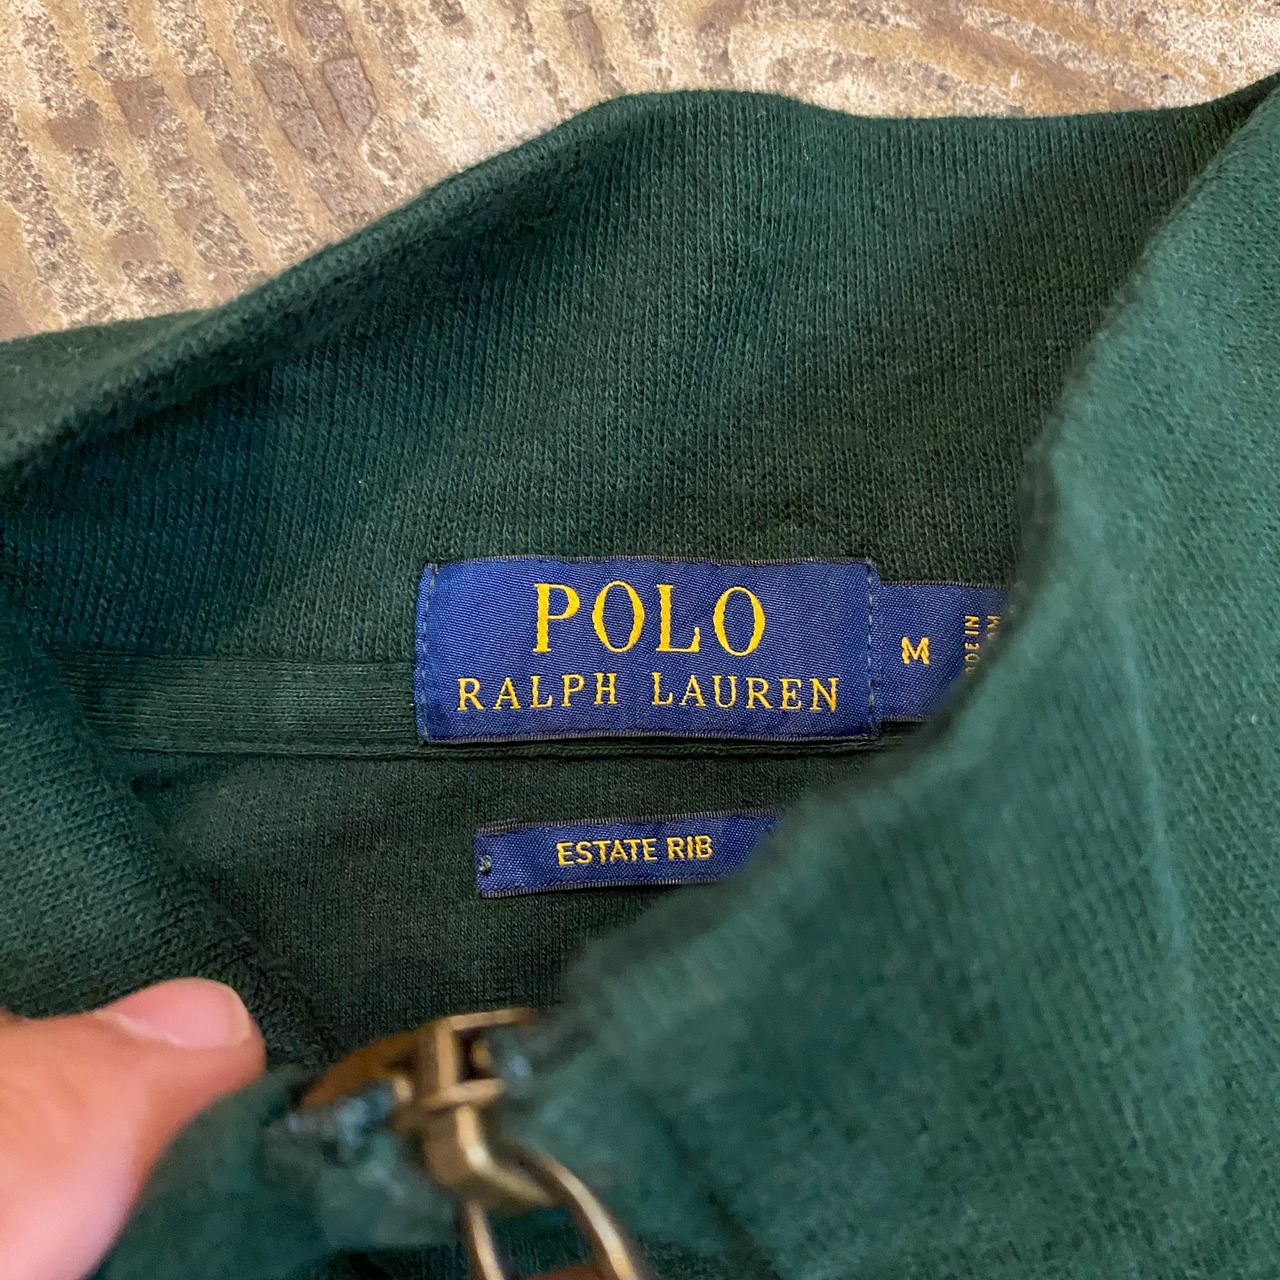 POLO
RALPH LAUREN
M
ESTATE RIB